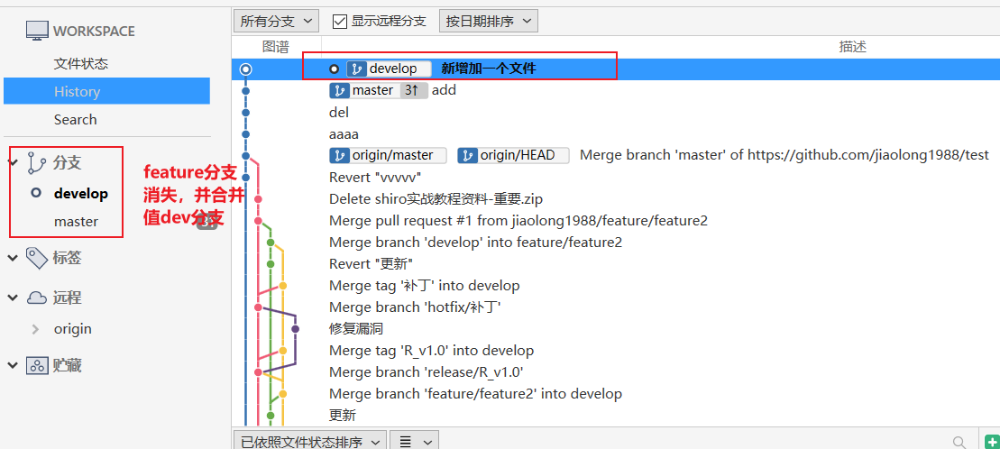 WORKSPACE
文件状态
History
Search
分支
develop
master
标签
远程
origin
贮藏
feature分支
消失，并合并
值dev分支
所有分支
显示远程分支
按日期排序
图谱
描述
develop 新增加一个文件
master 3↑ add
del
aaaa
origin/master origin/HEAD Merge branch 'master' of https://github.com/jiaolong1988/test
Revert "vvvvv"
Delete shiro实战教程资料-重要.zip
Merge pull request #1 from jiaolong1988/feature/feature2
Merge branch 'develop' into feature/feature2
Revert "更新"
Merge tag '补丁' into develop
Merge branch 'hotfix/补丁'
修复漏洞
Merge tag 'R_v1.0' into develop
Merge branch 'release/R_v1.0'
Merge branch 'feature/feature2' into develop
更新
已依照文件状态排序